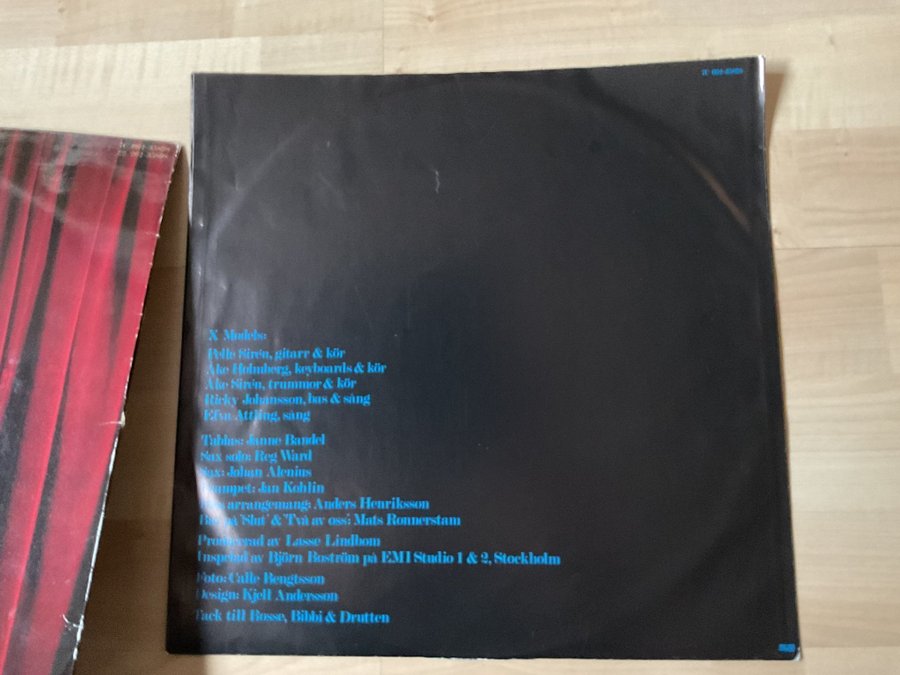 X Models:
Pelle Sirén, gitarr & kör
Åke Holmberg, keyboards & kör
Åke Sirén, trummor & kör
Ricky Johansson, bas & sång
Efva Attling, sång
Tablas: Janne Bandel
Sax solo: Reg Ward
Sax: Johan Alenius
Trumpet: Jan Kohlin
arrangemang: Anders Henriksson
på 'Slut' & 'Två av oss': Mats Ronnerstam
Producerad av Lasse Lindbom
Inspelad av Björn Boström på EMI Studio 1 & 2, Stockholm
Foto: Calle Bengtsson
Design: Kjell Andersson
Tack till Bosse, Bibbi & Drutten